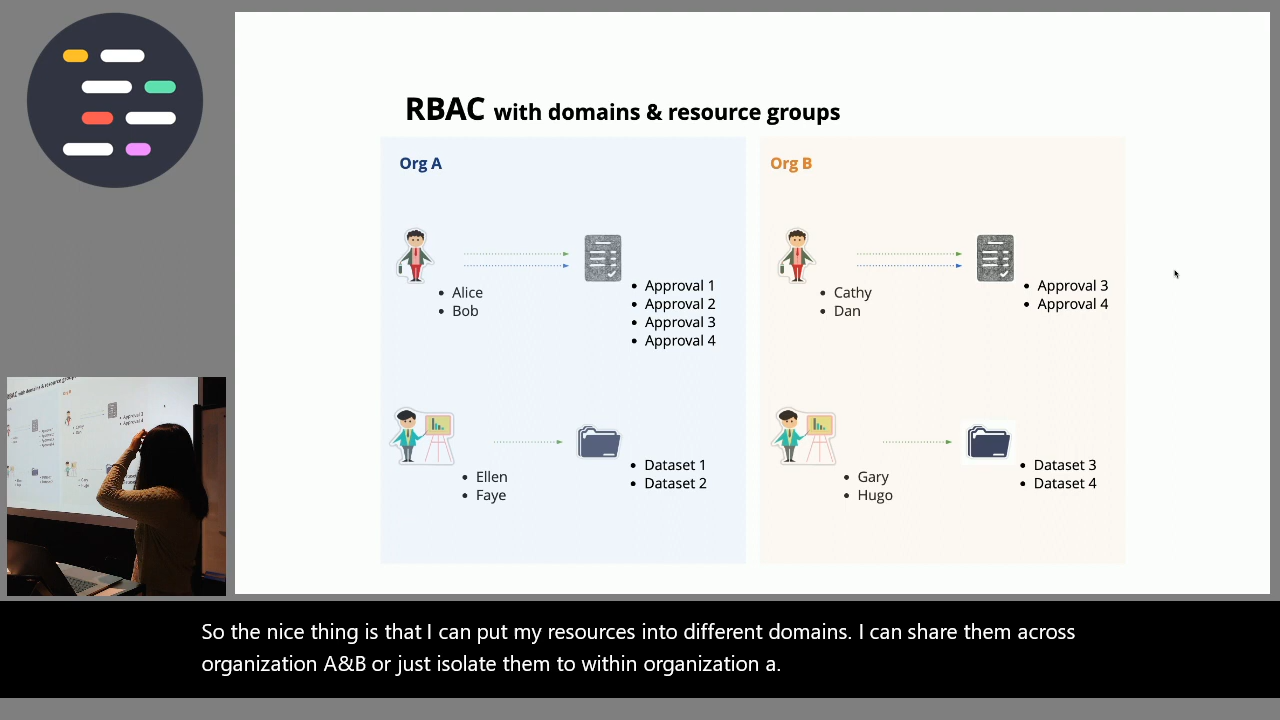 RBAC with domains & resource groups
Org A
Alice
Bob
Approval 1
Approval 2
Approval 3
Approval 4
Ellen
Faye
Dataset 1
Dataset 2
Org B
Cathy
Dan
Approval 3
Approval 4
Gary
Hugo
Dataset 3
Dataset 4
So the nice thing is that I can put my resources into different domains. I can share them across
organization A&B or just isolate them to within organization a.